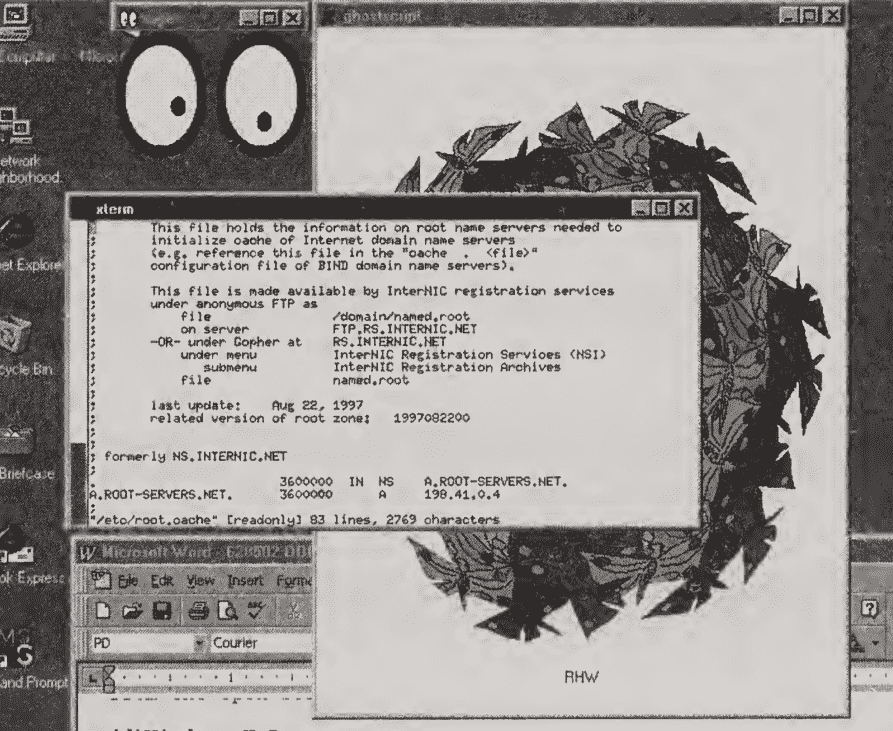 ghostscript
Computer
etwork
ghborhood
xterm
; This file holds the information on root name servers needed to
; initialize cache of Internet domain name servers
; (e.g. reference this file in the "cache . <file>"
; configuration file of BIND domain name servers).
;
; This file is made available by InterNIC registration services
; under anonymous FTP as
; file /domain/named.root
; on server FTP.RS.INTERNIC.NET
; -OR- under Gopher at RS.INTERNIC.NET
; under menu InterNIC Registration Services (NSI)
; submenu InterNIC Registration Archives
; file named.root
;
; last update: Aug 22, 1997
; related version of root zone: 1997082200
;
;
; formerly NS.INTERNIC.NET
;
. 3600000 IN NS A.ROOT-SERVERS.NET.
A.ROOT-SERVERS.NET. 3600000 A 198.41.0.4
;
"/etc/root.cache" [readonly] 83 lines, 2769 characters
net Explore
cycle Bin
Briefcase
ok Express
MS
and Prompt
Microsoft Word -
File Edit View Insert Forma
ABC
PD Courier
RHW